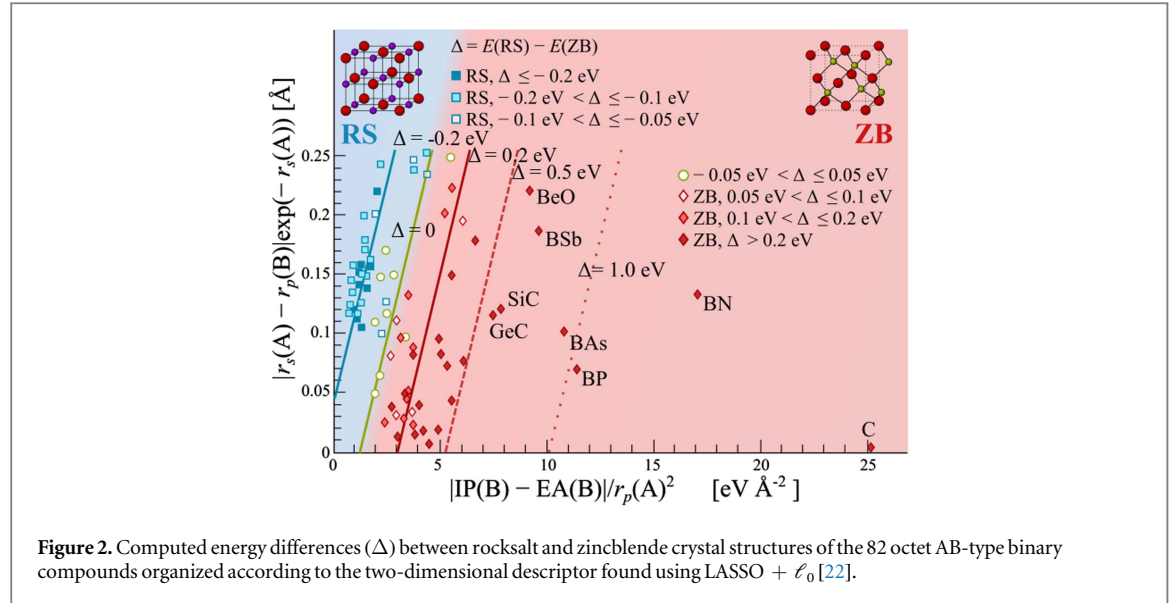 Δ = E(RS) − E(ZB)
RS, Δ ≤ − 0.2 eV
RS, − 0.2 eV < Δ ≤ − 0.1 eV
RS, − 0.1 eV < Δ ≤ − 0.05 eV
RS
ZB
Δ = -0.2 eV
Δ = 0.2 eV
Δ = 0.5 eV
Δ = 0
Δ= 1.0 eV
− 0.05 eV < Δ ≤ 0.05 eV
ZB, 0.05 eV < Δ ≤ 0.1 eV
ZB, 0.1 eV < Δ ≤ 0.2 eV
ZB, Δ > 0.2 eV
BeO
BSb
SiC
GeC
BAs
BP
BN
C
|rs(A) − rp(B)|exp(− rs(A)) [Å]
0.25
0.2
0.15
0.1
0.05
0
0 5 10 15 20 25
|IP(B) − EA(B)|/rp(A)² [eV Å⁻²]
Figure 2. Computed energy differences (Δ) between rocksalt and zincblende crystal structures of the 82 octet AB-type binary
compounds organized according to the two-dimensional descriptor found using LASSO + ℓ₀ [22].